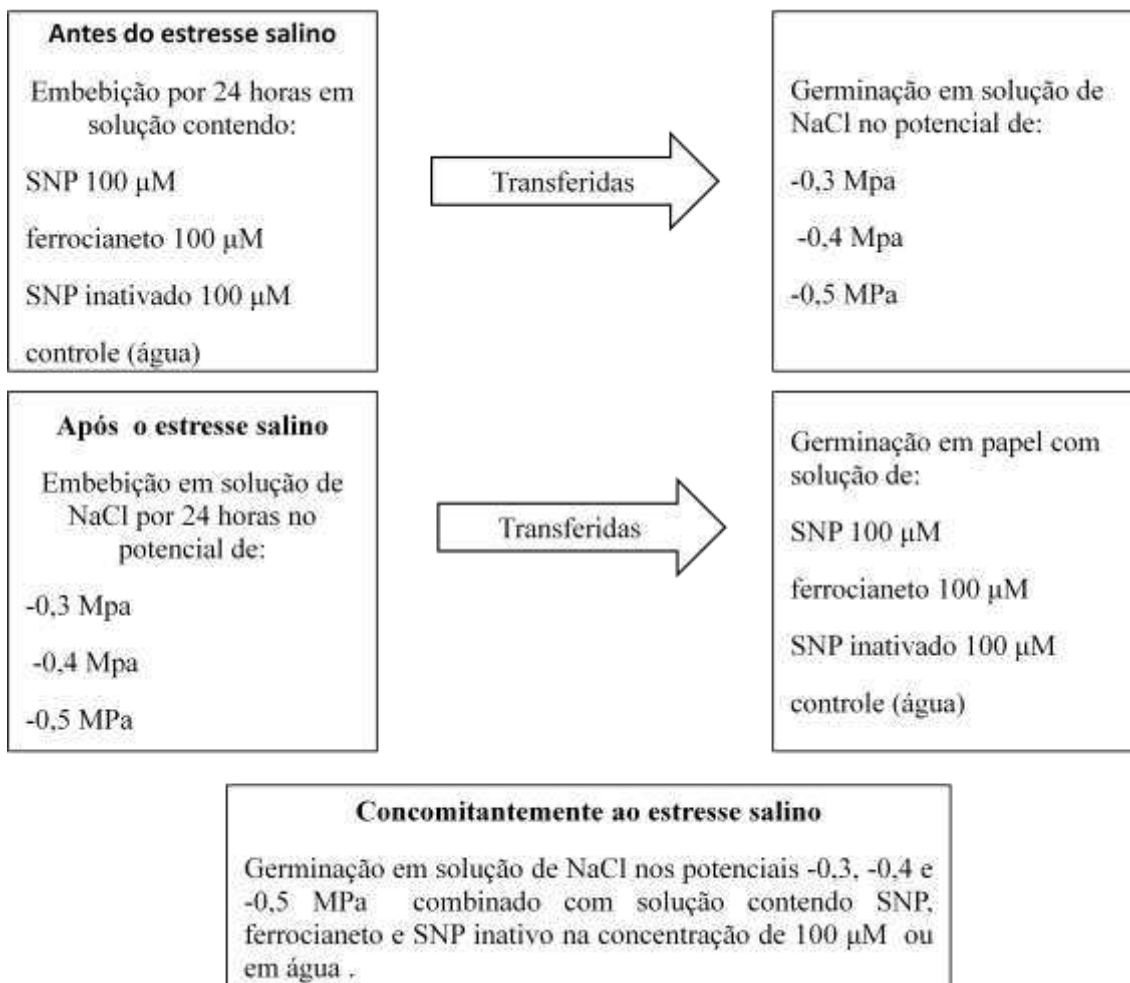 Antes do estresse salino
Embebição por 24 horas em
solução contendo:
SNP 100 µM
ferrocianeto 100 µM
SNP inativado 100 µM
controle (água)
Transferidas
Germinação em solução de
NaCl no potencial de:
-0,3 Mpa
-0,4 Mpa
-0,5 MPa
Após o estresse salino
Embebição em solução de
NaCl por 24 horas no
potencial de:
-0,3 Mpa
-0,4 Mpa
-0,5 MPa
Transferidas
Germinação em papel com
solução de:
SNP 100 µM
ferrocianeto 100 µM
SNP inativado 100 µM
controle (água)
Concomitantemente ao estresse salino
Germinação em solução de NaCl nos potenciais -0,3, -0,4 e
-0,5 MPa combinado com solução contendo SNP,
ferrocianeto e SNP inativo na concentração de 100 µM ou
em água .